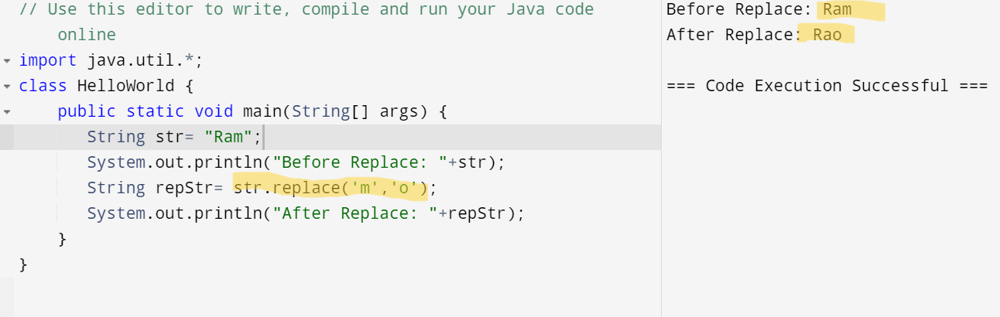 // Use this editor to write, compile and run your Java code
online
import java.util.*;
class HelloWorld {
public static void main(String[] args) {
String str= "Ram";
System.out.println("Before Replace: "+str);
String repStr= str.replace('m','o');
System.out.println("After Replace: "+repStr);
}
}
Before Replace: Ram
After Replace: Rao
=== Code Execution Successful ===